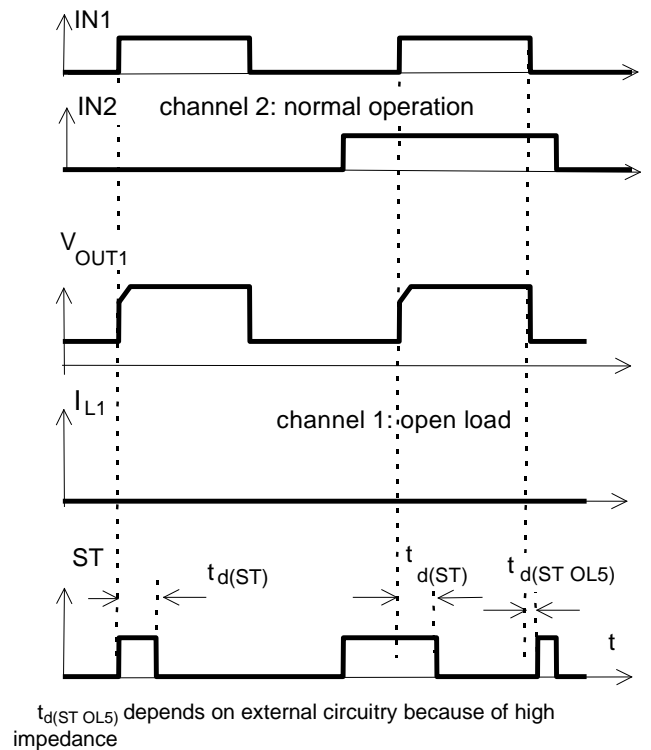 IN1
IN2
channel 2: normal operation
VOUT1
IL1
channel 1: open load
ST
td(ST)
td(ST)
td(ST OL5)
t
td(ST OL5) depends on external circuitry because of high
impedance